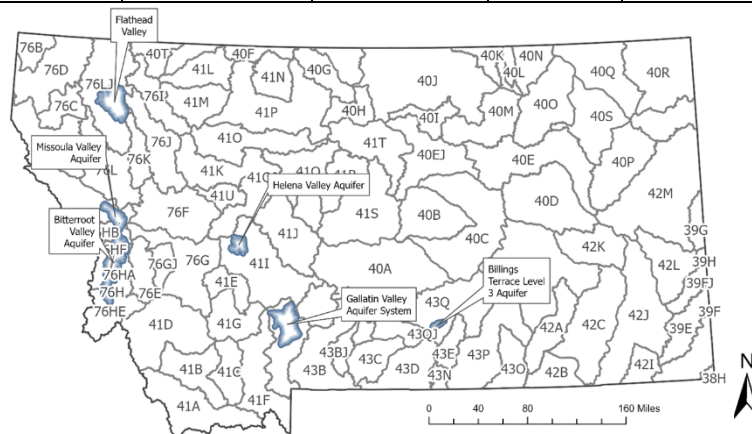 Flathead
Valley
76B
40T
40F
76D
41L
41N
40G
40K
40N
40L
40Q
40R
76LJ
76I
40J
76C
41M
41P
40H
40I
40M
40O
40S
41O
76J
41T
Missoula Valley
Aquifer
76K
40EJ
40E
40P
41K
41Q
76L
41U
Helena Valley Aquifer
42M
76F
41S
40B
40D
Bitterroot
Valley
Aquifer
41J
40C
39G
HB
HF
42K
76GJ
76G
41I
40A
Billings
Terrace Level
3 Aquifer
42L
39H
76HA
39FJ
76H
76E
41E
Gallatin Valley
Aquifer System
43Q
76HE
41D
41G
43QJ
42A
42C
42J
39E
39F
43BJ
43C
43E
43P
41B
41C
43B
43D
43N
43O
42B
42I
38H
41A
41F
N
0 40 80 160 Miles